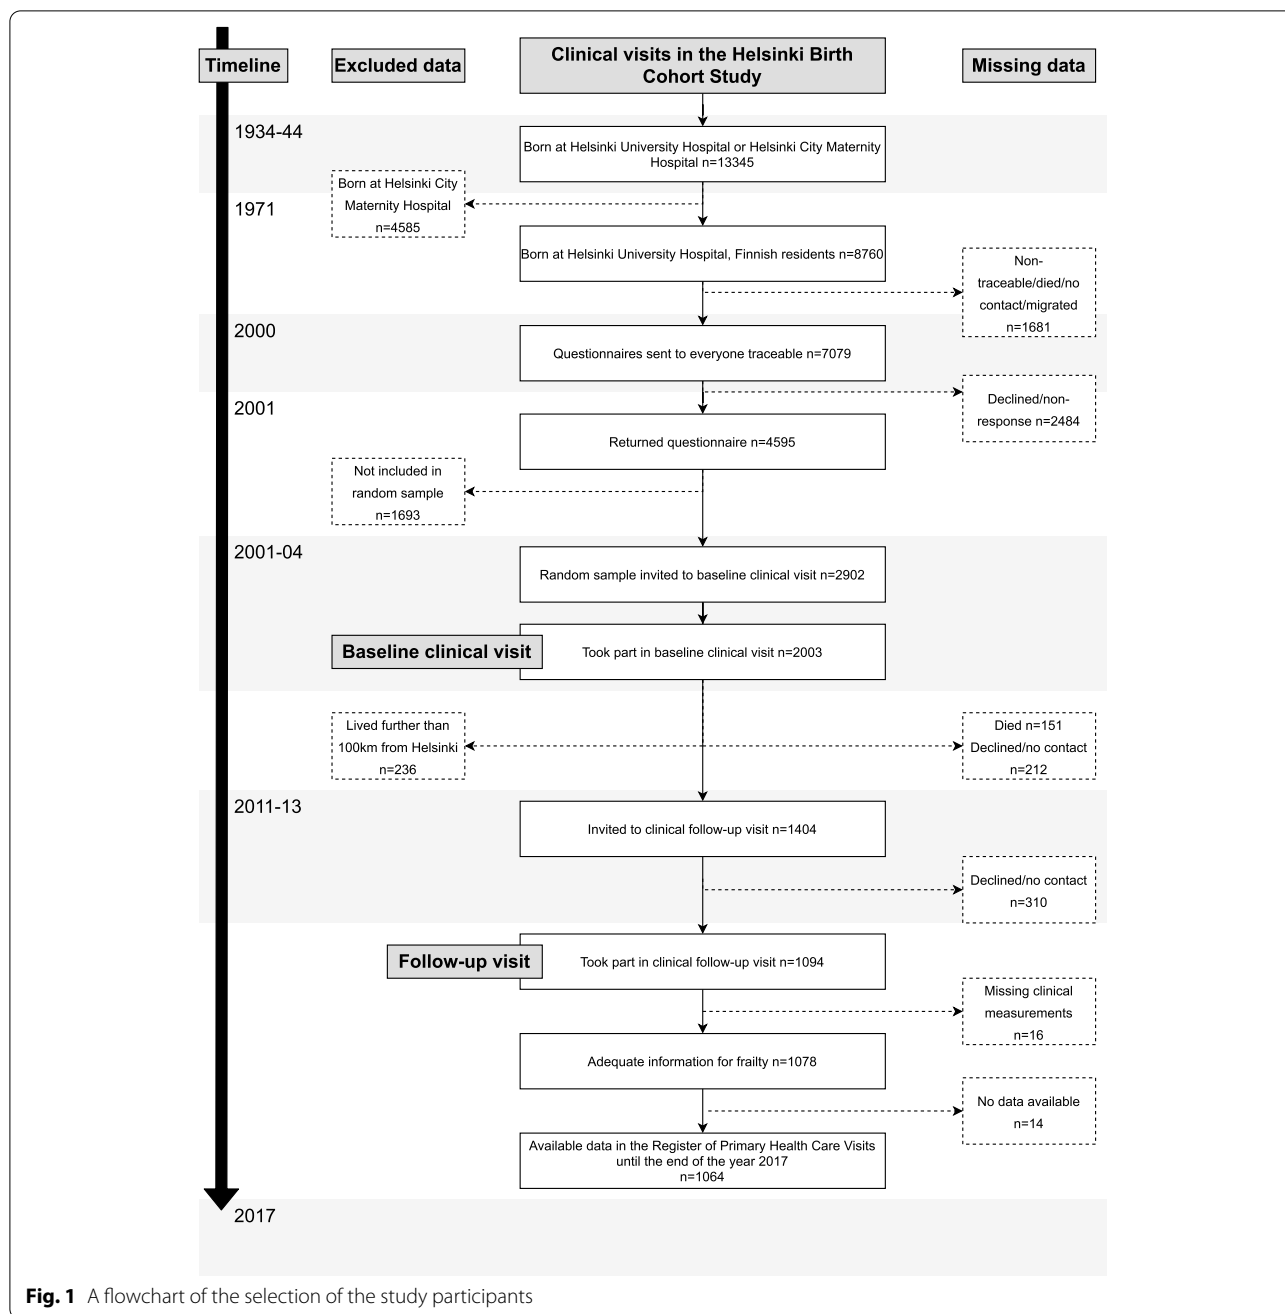 Timeline
Excluded data
Clinical visits in the Helsinki Birth
Cohort Study
Missing data
1934-44
Born at Helsinki University Hospital or Helsinki City Maternity
Hospital n=13345
Born at Helsinki City
Maternity Hospital
n=4585
1971
Born at Helsinki University Hospital, Finnish residents n=8760
Non-
traceable/died/no
contact/migrated
n=1681
2000
Questionnaires sent to everyone traceable n=7079
Declined/non-
response n=2484
2001
Returned questionnaire n=4595
Not included in
random sample
n=1693
2001-04
Random sample invited to baseline clinical visit n=2902
Baseline clinical visit
Took part in baseline clinical visit n=2003
Lived further than
100km from Helsinki
n=236
Died n=151
Declined/no contact
n=212
2011-13
Invited to clinical follow-up visit n=1404
Declined/no contact
n=310
Follow-up visit
Took part in clinical follow-up visit n=1094
Missing clinical
measurements
n=16
Adequate information for frailty n=1078
No data available
n=14
Available data in the Register of Primary Health Care Visits
until the end of the year 2017
n=1064
2017
Fig. 1 A flowchart of the selection of the study participants